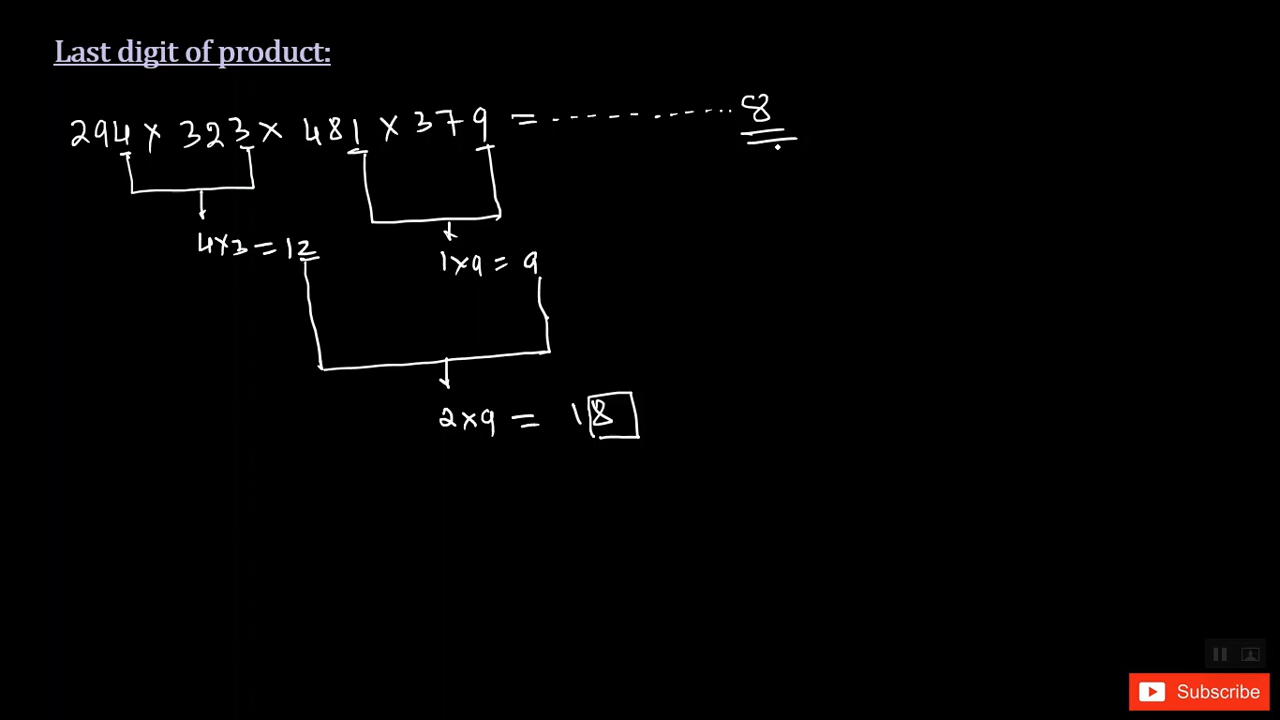 Last digit of product:
294 × 323 × 481 × 379 = ............ 8
4×3 = 12
1×9 = 9
2×9 = 18
Subscribe